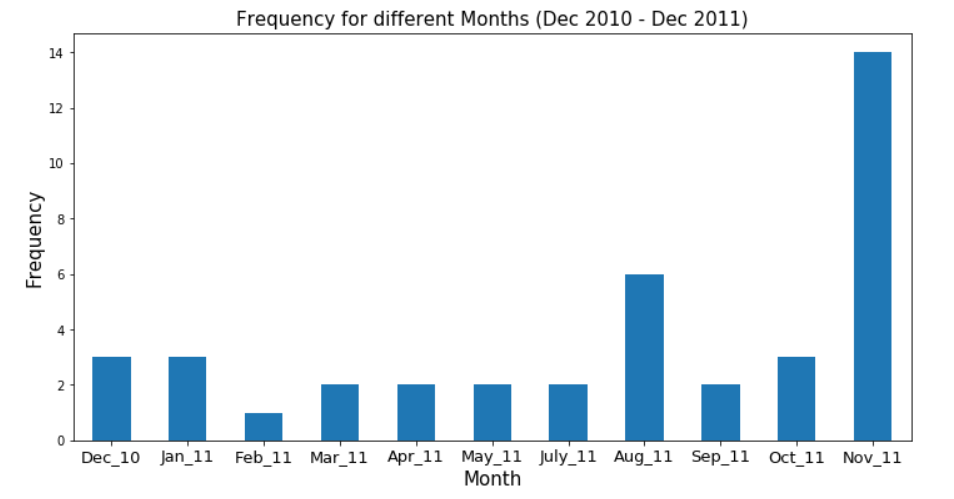 Frequency for different Months (Dec 2010 - Dec 2011)
14
12
10
8
6
4
2
0
Frequency
Dec_10 Jan_11 Feb_11 Mar_11 Apr_11 May_11 July_11 Aug_11 Sep_11 Oct_11 Nov_11
Month